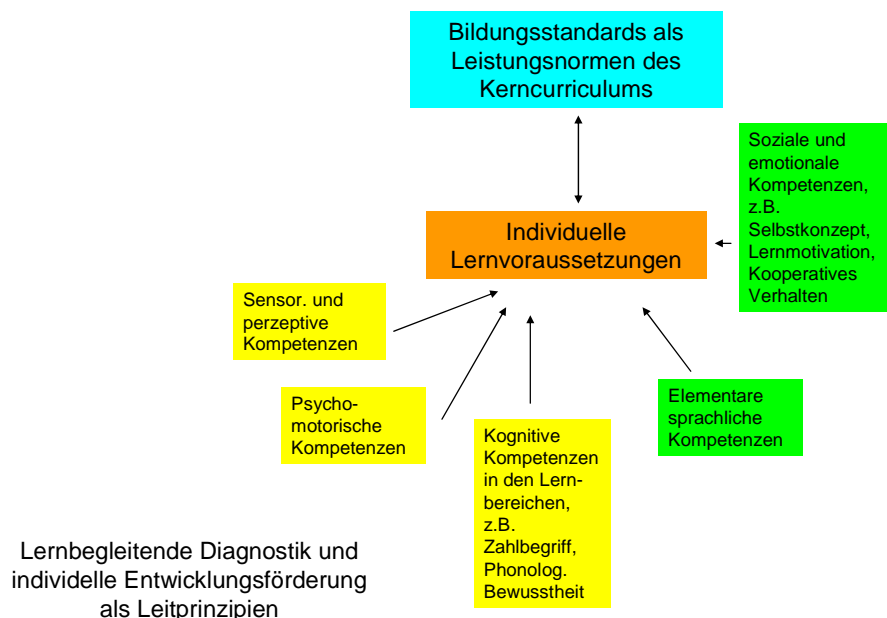 Bildungsstandards als
Leistungsnormen des
Kerncurriculums
Soziale und
emotionale
Kompetenzen,
z.B.
Selbstkonzept,
Lernmotivation,
Kooperatives
Verhalten
Individuelle
Lernvoraussetzungen
Sensor. und
perzeptive
Kompetenzen
Psycho-
motorische
Kompetenzen
Kognitive
Kompetenzen
in den Lern-
bereichen,
z.B.
Zahlbegriff,
Phonolog.
Bewusstheit
Elementare
sprachliche
Kompetenzen
Lernbegleitende Diagnostik und
individelle Entwicklungsförderung
als Leitprinzipien